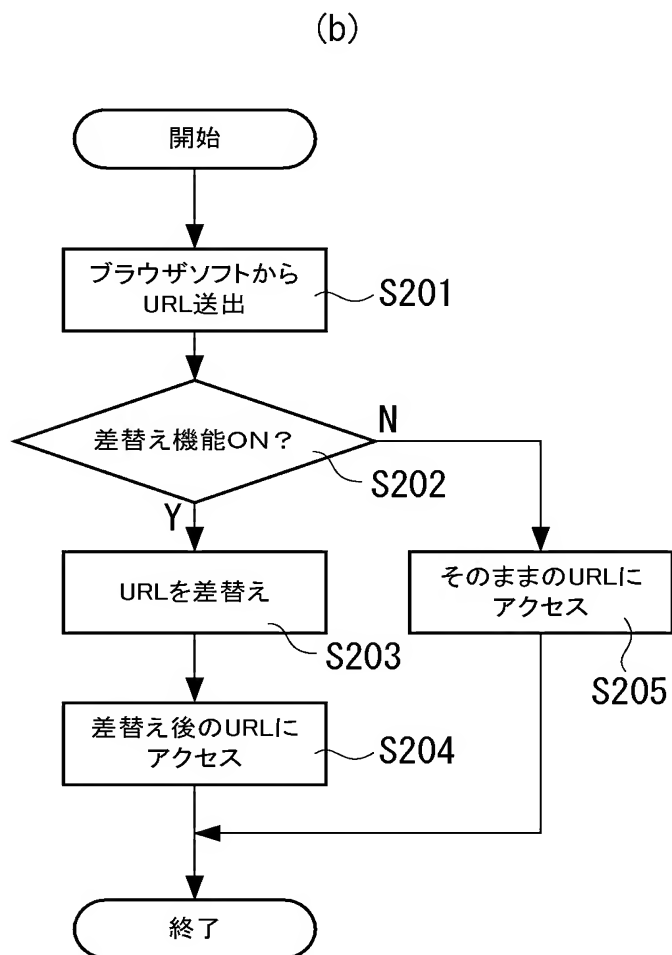 (b)
開始
ブラウザソフトから
URL送出
S201
差替え機能ON？
N
S202
Y
URLを差替え
S203
そのままのURLに
アクセス
S205
差替え後のURLに
アクセス
S204
終了